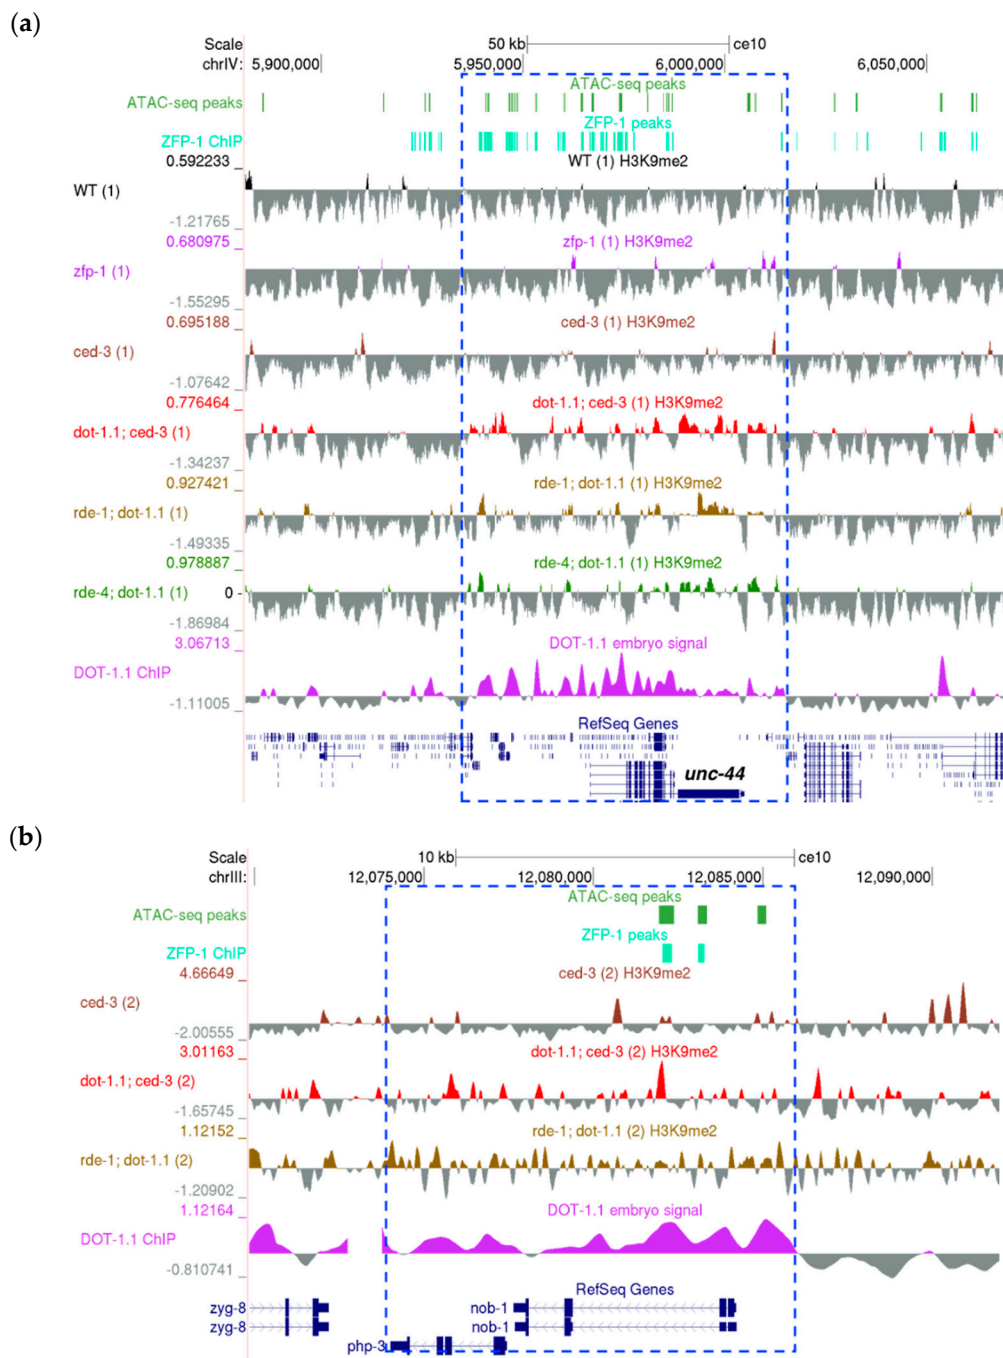 (a)
Scale 50 kb ce10
chrIV: 5,900,000 5,950,000 6,000,000 6,050,000
ATAC-seq peaks
ATAC-seq peaks
ZFP-1 peaks
ZFP-1 ChIP
0.592233 _ WT (1) H3K9me2
WT (1)
-1.21765 _
0.680975 _ zfp-1 (1) H3K9me2
zfp-1 (1)
-1.55295 _
0.695188 _ ced-3 (1) H3K9me2
ced-3 (1)
-1.07642 _
0.776464 _ dot-1.1; ced-3 (1) H3K9me2
dot-1.1; ced-3 (1)
-1.34237 _
0.927421 _ rde-1; dot-1.1 (1) H3K9me2
rde-1; dot-1.1 (1)
-1.49335 _
0.978887 _ rde-4; dot-1.1 (1) H3K9me2
rde-4; dot-1.1 (1) 0 -
-1.86984 _
3.06713 _ DOT-1.1 embryo signal
DOT-1.1 ChIP
-1.11005 _
RefSeq Genes
unc-44
(b)
Scale 10 kb ce10
chrIII: 12,075,000 12,080,000 12,085,000 12,090,000
ATAC-seq peaks
ATAC-seq peaks
ZFP-1 peaks
ZFP-1 ChIP
4.66649 _ ced-3 (2) H3K9me2
ced-3 (2)
-2.00555 _
3.01163 _ dot-1.1; ced-3 (2) H3K9me2
dot-1.1; ced-3 (2)
-1.65745 _
1.12152 _ rde-1; dot-1.1 (2) H3K9me2
rde-1; dot-1.1 (2)
-1.20902 _
1.12164 _ DOT-1.1 embryo signal
DOT-1.1 ChIP
-0.810741 _
RefSeq Genes
zyg-8 nob-1
zyg-8 nob-1
php-3